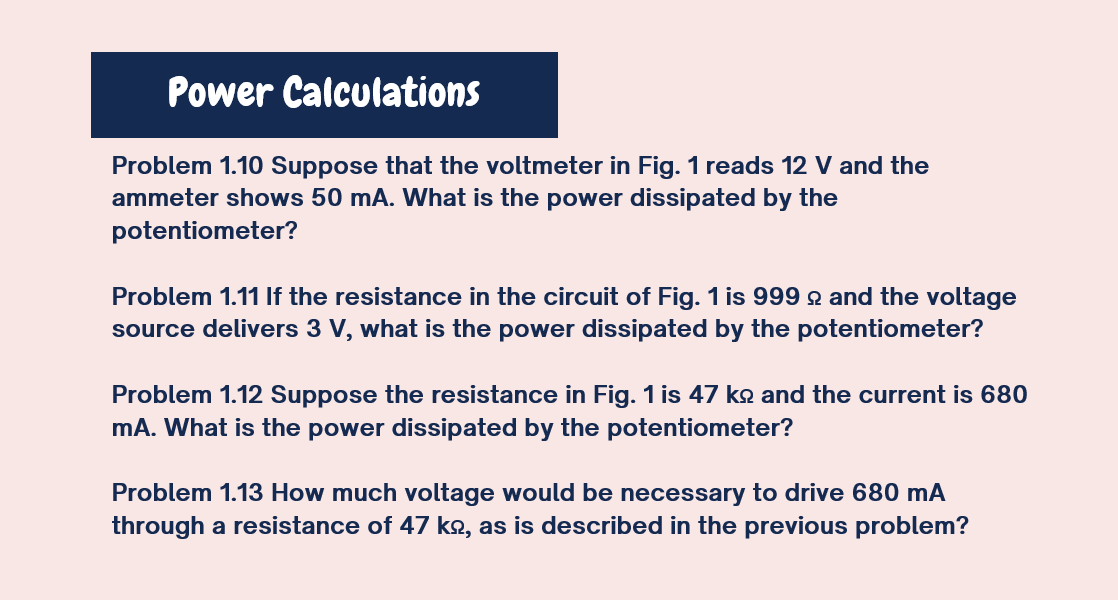 Power Calculations
Problem 1.10 Suppose that the voltmeter in Fig. 1 reads 12 V and the
ammeter shows 50 mA. What is the power dissipated by the
potentiometer?
Problem 1.11 If the resistance in the circuit of Fig. 1 is 999 Ω and the voltage
source delivers 3 V, what is the power dissipated by the potentiometer?
Problem 1.12 Suppose the resistance in Fig. 1 is 47 kΩ and the current is 680
mA. What is the power dissipated by the potentiometer?
Problem 1.13 How much voltage would be necessary to drive 680 mA
through a resistance of 47 kΩ, as is described in the previous problem?